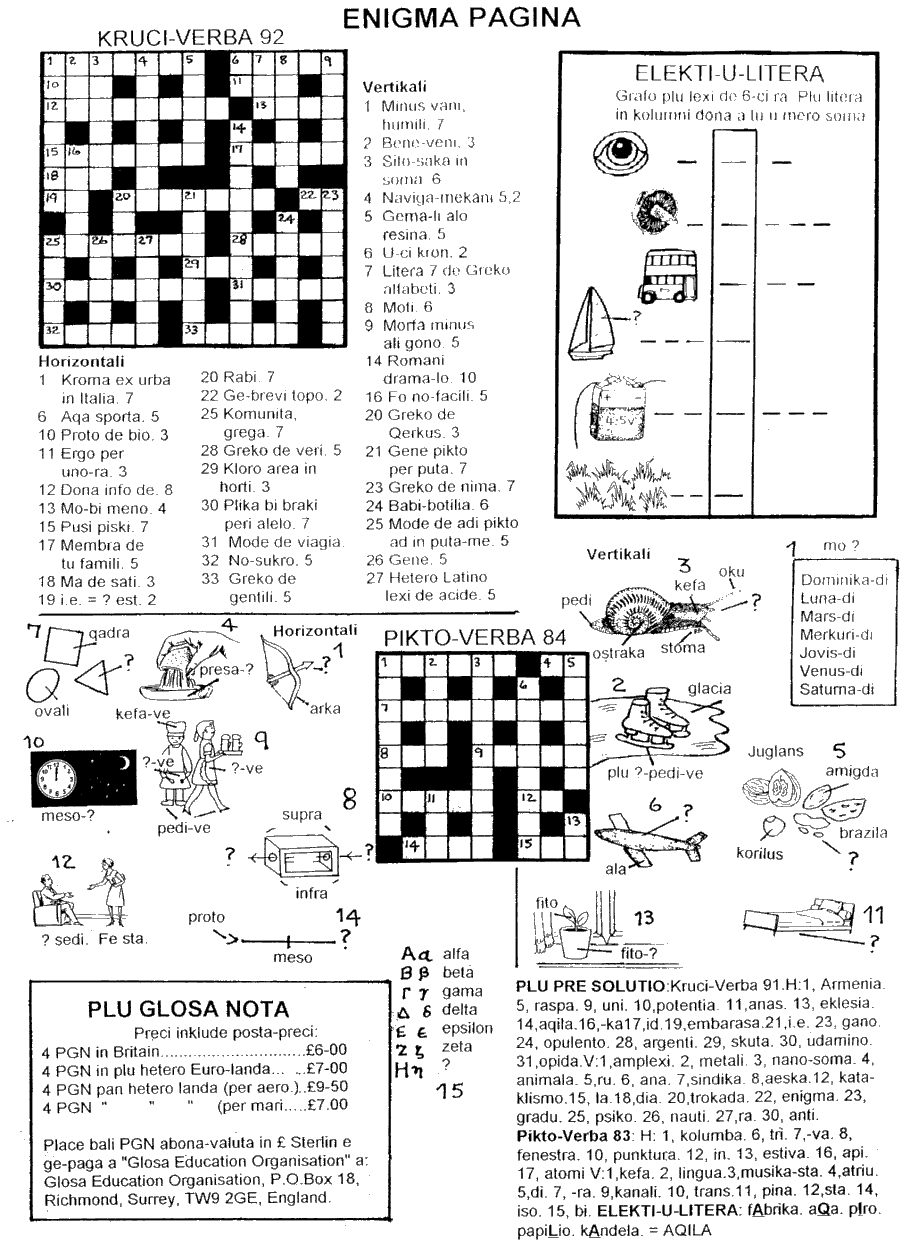 ENIGMA PAGINA
KRUCI-VERBA 92
1 2 3 4 5 6 7 8 9
10 11
12 13
14
15 16 17
18
19 20 21 22 23
24
25 26 27 28
29
30 31
32 33
Vertikali
1 Minus vani,
humili. 7
2 Bene-veni. 3
3 Sito-saka in
soma. 6
4 Naviga-mekani 5,2
5 Gema-li alo
resina. 5
6 U-ci kron. 2
7 Litera 7 de Greko
alfabeti. 3
8 Moti. 6
9 Morfa minus
ali gono. 5
14 Romani
drama-lo. 10
16 Fo no-facili. 5
20 Greko de
Qerkus. 3
21 Gene pikto
per puta. 7
23 Greko de nima. 7
24 Babi-botilia. 6
25 Mode de adi pikto
ad in puta-me. 5
26 Gene. 5
27 Hetero Latino
lexi de acide. 5
Horizontali
1 Kroma ex urba
in Italia. 7
6 Aqa sporta. 5
10 Proto de bio. 3
11 Ergo per
uno-ra. 3
12 Dona info de. 8
13 Mo-bi meno. 4
15 Pusi piski. 7
17 Membra de
tu famili. 5
18 Ma de sati. 3
19 i.e. = ? est. 2
20 Rabi. 7
22 Ge-brevi topo. 2
25 Komunita,
grega. 7
28 Greko de veri. 5
29 Kloro area in
horti. 3
30 Plika bi braki
peri alelo. 7
31 Mode de viagia.
32 No-sukro. 5
33 Greko de
gentili. 5
ELEKTI-U-LITERA
Grafo plu lexi de 6-ci ra. Plu litera
in kolumni dona a tu u mero soma
?
+ -
4·5v
PIKTO-VERBA 84
1 2 3 4 5
6
7
8 9
10 11 12
13
14 15
Horizontali
7
qadra
?
ovali
4
presa-?
kefa-ve
1
?
arka
10
meso-?
9
?-ve
?-ve
pedi-ve
8
supra
?
?
infra
12
? sedi. Fe sta.
14
proto
meso
?
Vertikali
3
kefa
oku
?
pedi
ostraka
stoma
1 mo ?
Dominika-di
Luna-di
Mars-di
Merkuri-di
Jovis-di
Venus-di
Saturna-di
2
glacia
plu ?-pedi-ve
5
Juglans
amigda
brazila
korilus
?
6
?
ala
13
fito
fito-?
11
?
Α α alfa
Β β beta
Γ γ gama
Δ δ delta
Ε ε epsilon
Ζ ζ zeta
Η η ?
15
PLU GLOSA NOTA
Preci inklude posta-preci:
4 PGN in Britain..............................£6-00
4 PGN in plu hetero Euro-landa... ...£7-00
4 PGN pan hetero landa (per aero.)..£9-50
4 PGN " " " (per mari.....£7.00
Place bali PGN abona-valuta in £ Sterlin e
ge-paga a "Glosa Education Organisation" a:
Glosa Education Organisation, P.O.Box 18,
Richmond, Surrey, TW9 2GE, England.
PLU PRE SOLUTIO:Kruci-Verba 91.H:1, Armenia.
5, raspa. 9, uni. 10,potentia. 11,anas. 13, eklesia.
14,aqila.16,-ka17,id.19,embarasa.21,i.e. 23, gano.
24, opulento. 28, argenti. 29, skuta. 30, udamino.
31,opida.V:1,amplexi. 2, metali. 3, nano-soma. 4,
animala. 5,ru. 6, ana. 7,sindika. 8,aeska.12, kata-
klismo.15, la.18,dia. 20,trokada. 22, enigma. 23,
gradu. 25, psiko. 26, nauti. 27,ra. 30, anti.
Pikto-Verba 83: H: 1, kolumba. 6, tri. 7,-va. 8,
fenestra. 10, punktura. 12, in. 13, estiva. 16, api.
17, atomi V:1,kefa. 2, lingua.3,musika-sta. 4,atriu.
5,di. 7, -ra. 9,kanali. 10, trans.11, pina. 12,sta. 14,
iso. 15, bi. ELEKTI-U-LITERA: fAbrika. aQa. pIro.
papiLio. kAndela. = AQILA